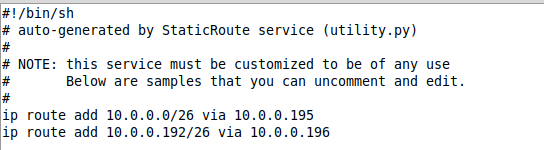 #!/bin/sh
# auto-generated by StaticRoute service (utility.py)
#
# NOTE: this service must be customized to be of any use
#       Below are samples that you can uncomment and edit.
#
ip route add 10.0.0.0/26 via 10.0.0.195
ip route add 10.0.0.192/26 via 10.0.0.196